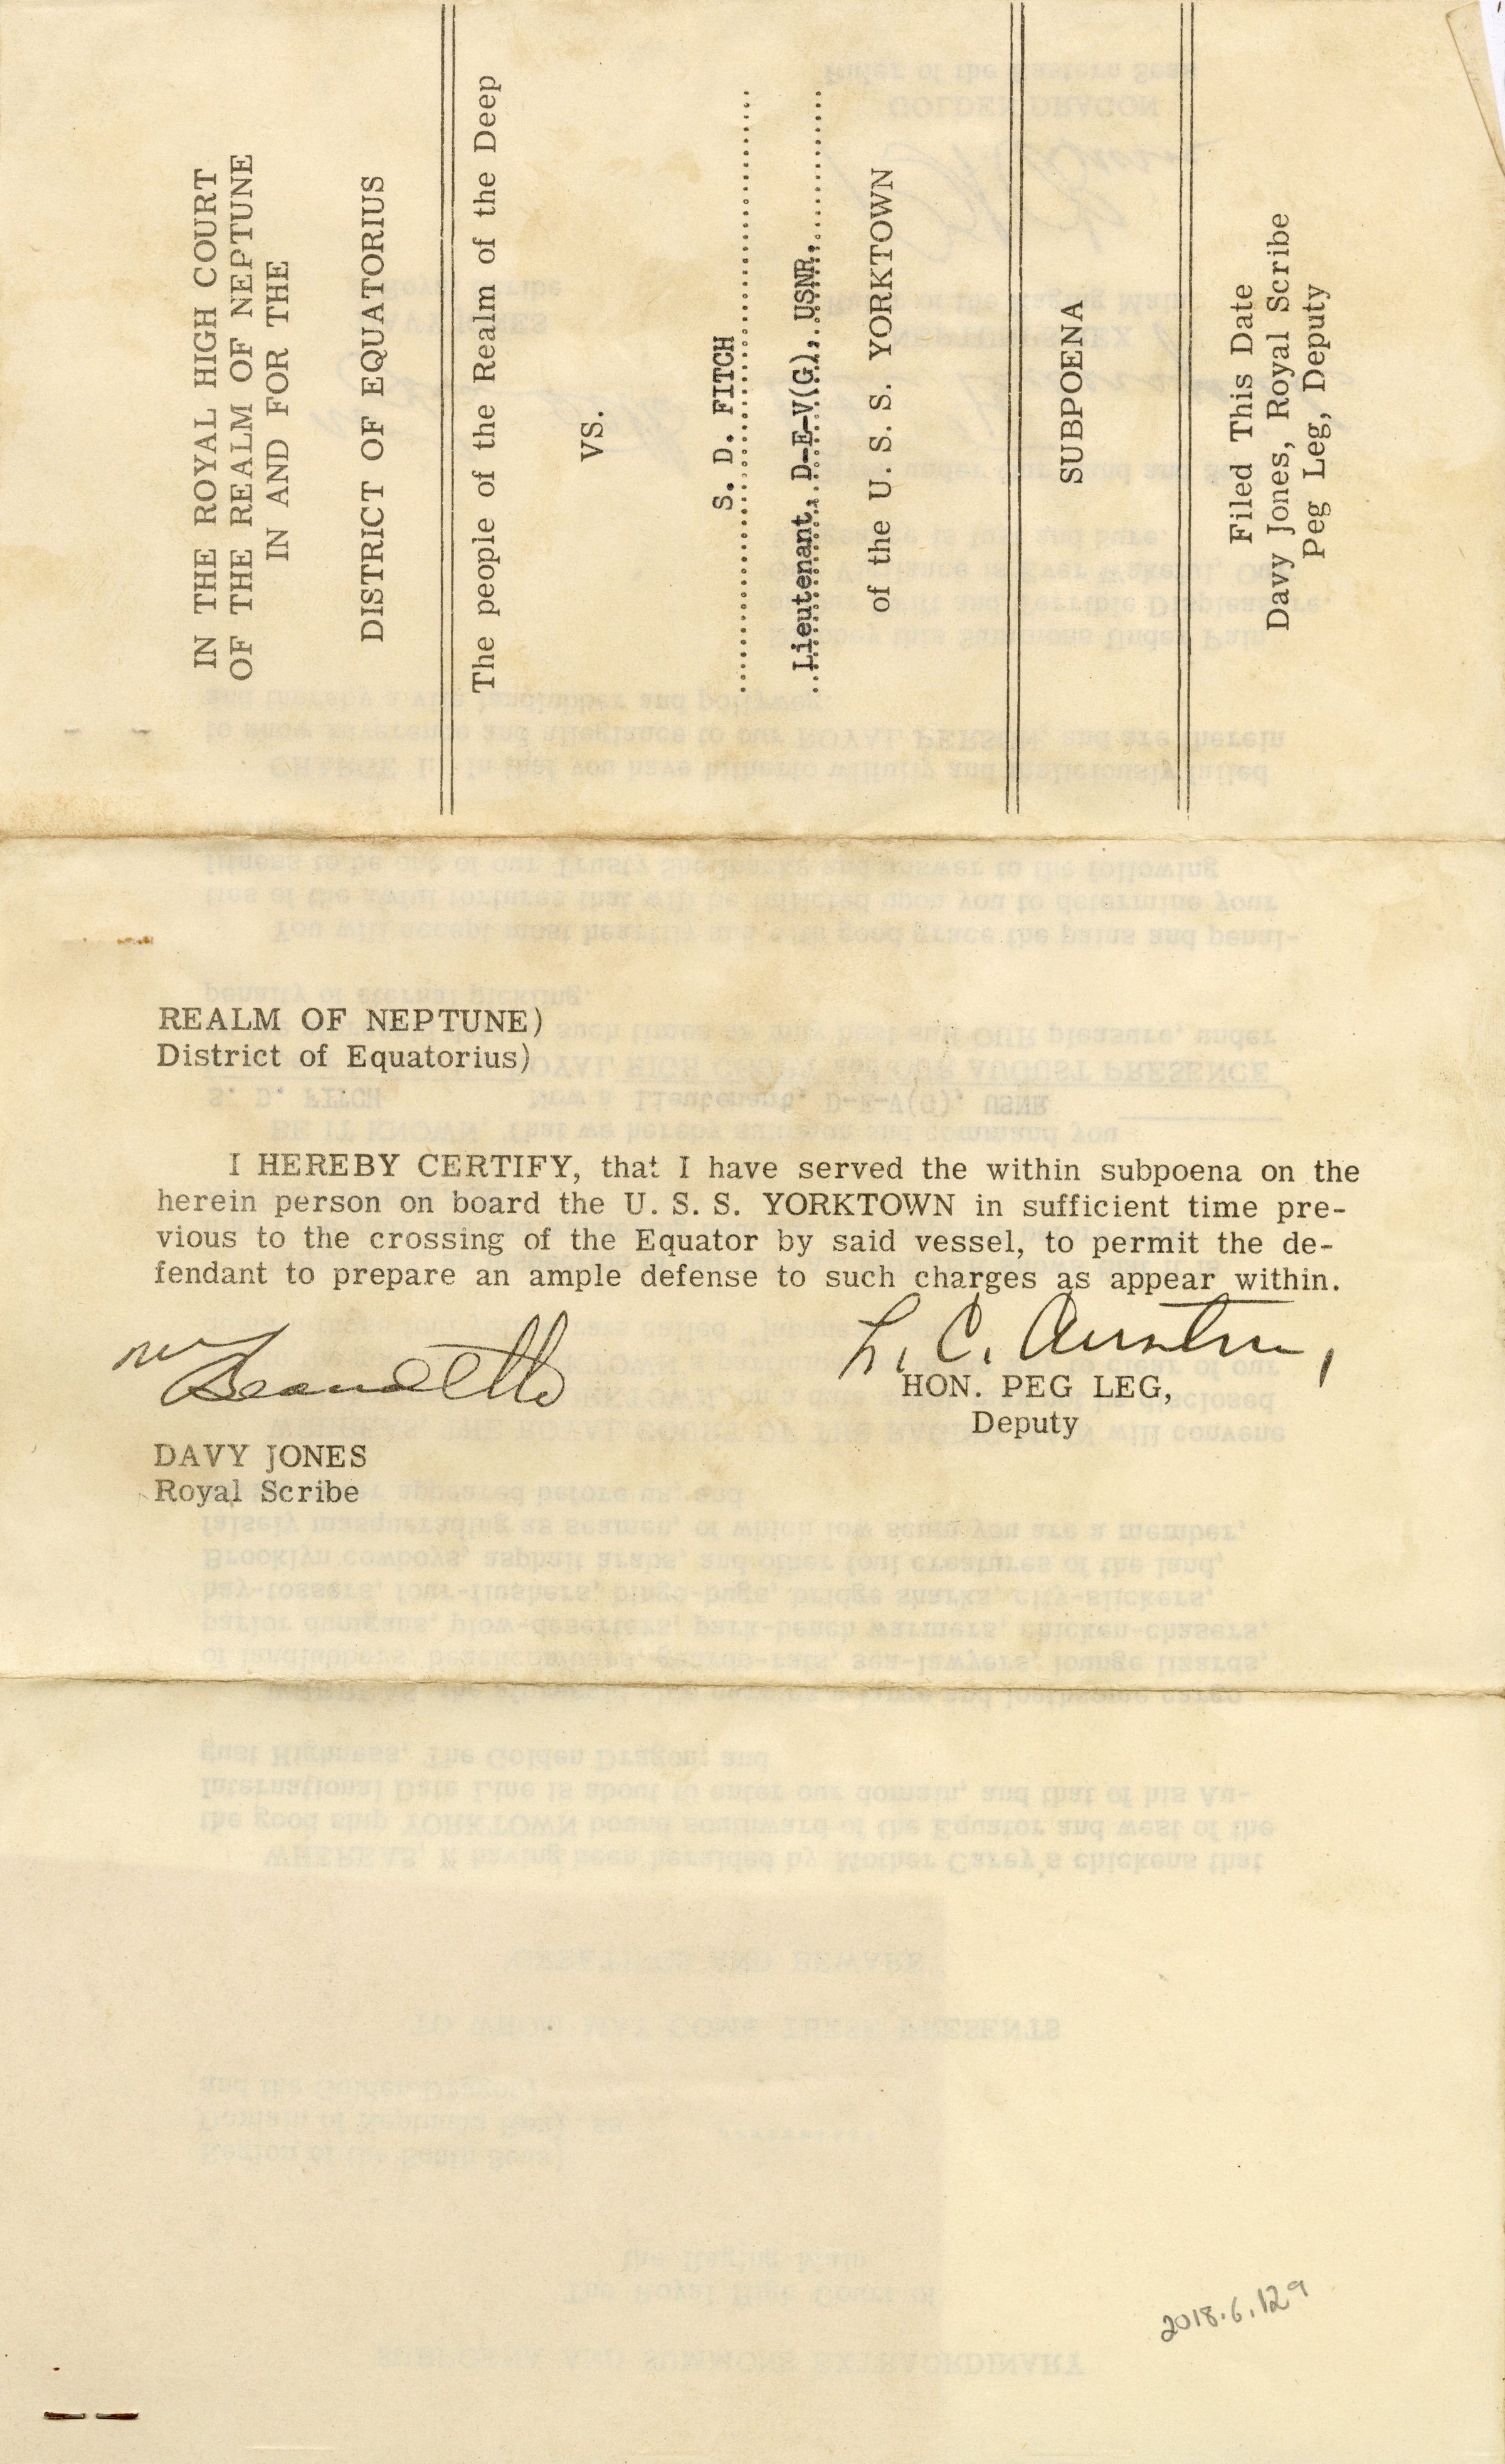 IN THE ROYAL HIGH COURT
OF THE REALM OF NEPTUNE
IN AND FOR THE
DISTRICT OF EQUATORIUS
The people of the Realm of the Deep
VS.
S. D. FITCH
Lieutenant, D-E-V(G), USNR.
of the U. S. S. YORKTOWN
SUBPOENA
Filed This Date
Davy Jones, Royal Scribe
Peg Leg, Deputy
REALM OF NEPTUNE)
District of Equatorius)
I HEREBY CERTIFY, that I have served the within subpoena on the
herein person on board the U. S. S. YORKTOWN in sufficient time pre-
vious to the crossing of the Equator by said vessel, to permit the de-
fendant to prepare an ample defense to such charges as appear within.
L. C.
HON. PEG LEG,
Deputy
DAVY JONES
Royal Scribe
2018.6.129